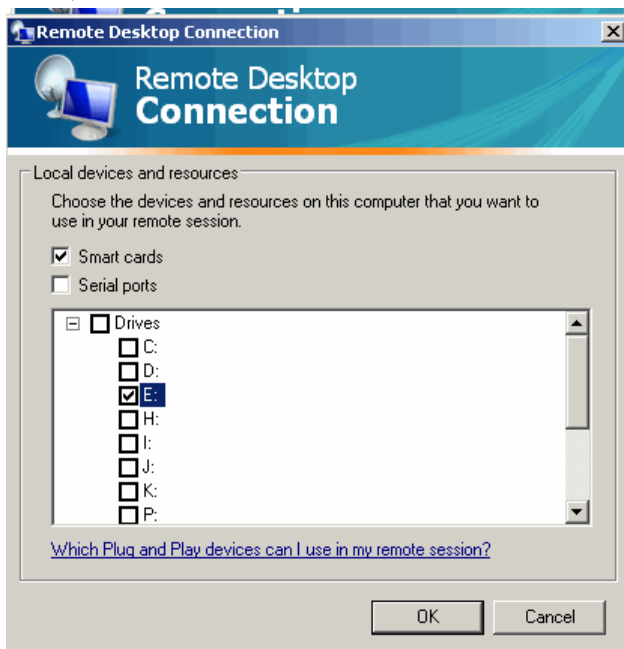 Remote Desktop Connection
Remote Desktop
Connection
Local devices and resources
Choose the devices and resources on this computer that you want to
use in your remote session.
Smart cards
Serial ports
Drives
C:
D:
E:
H:
I:
J:
K:
P:
Which Plug and Play devices can I use in my remote session?
OK
Cancel